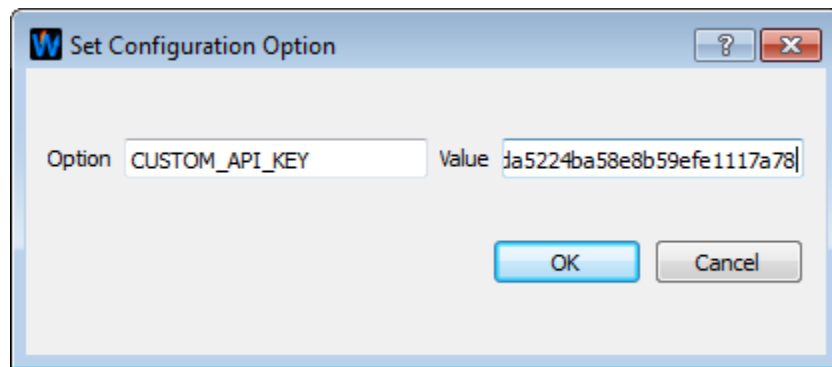 Set Configuration Option
Option CUSTOM_API_KEY Value da5224ba58e8b59efe1117a78
OK Cancel